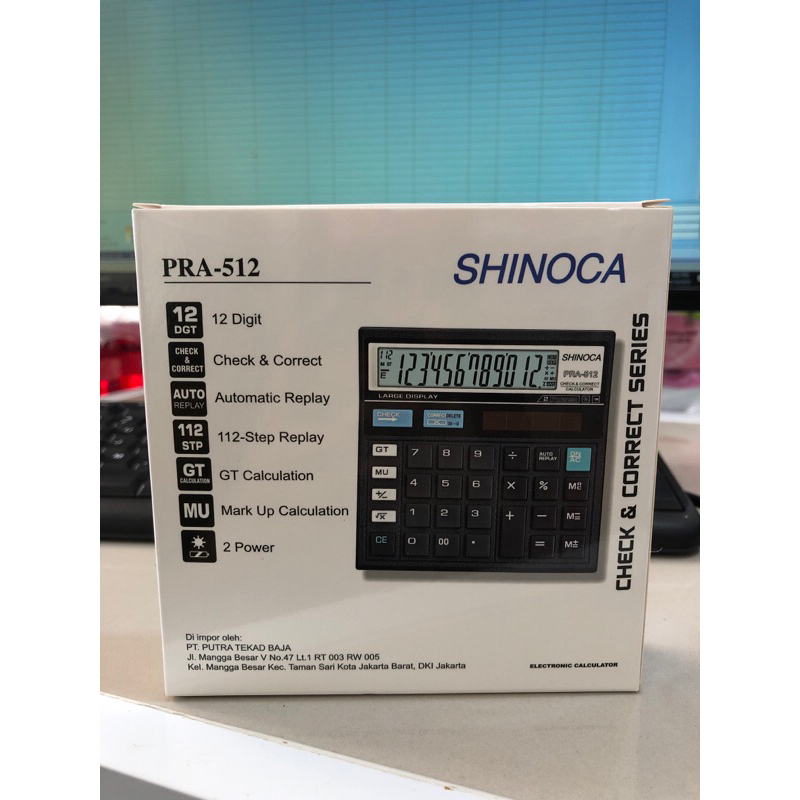 PRA-512
SHINOCA
12 DGT
12 Digit
CHECK & CORRECT
Check & Correct
AUTO REPLAY
Automatic Replay
112 STP
112-Step Replay
GT CALCULATION
GT Calculation
MU
Mark Up Calculation
2 Power
123456789012
SHINOCA
PRA-512
CHECK & CORRECT
CALCULATOR
LARGE DISPLAY
CHECK
CORRECT DELETE
GT 7 8 9 ÷ AUTO REPLAY ON AC
MU 4 5 6 × % MC
+/- 1 2 3 + − M=
√x
CE 0 00 · = M±
CHECK & CORRECT SERIES
Di impor oleh:
PT. PUTRA TEKAD BAJA
Jl. Mangga Besar V No.47 Lt.1 RT 003 RW 005
Kel. Mangga Besar Kec. Taman Sari Kota Jakarta Barat, DKI Jakarta
ELECTRONIC CALCULATOR